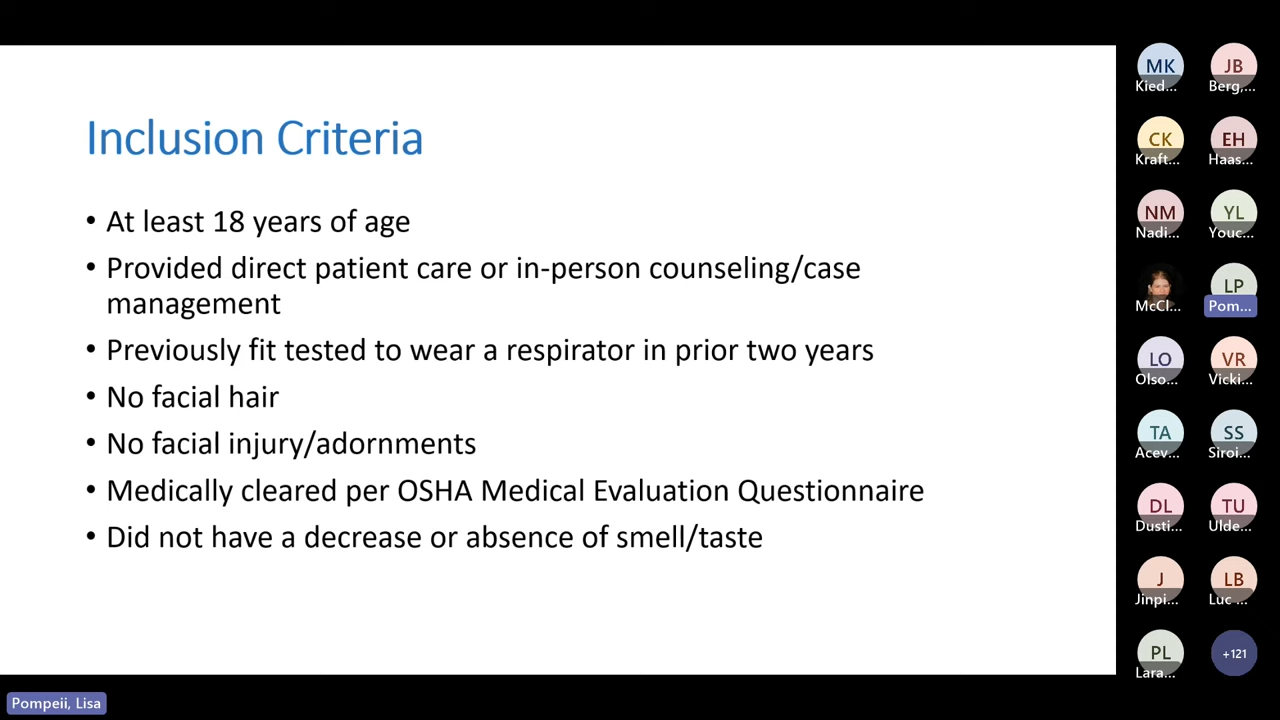 Inclusion Criteria
• At least 18 years of age
• Provided direct patient care or in-person counseling/case
management
• Previously fit tested to wear a respirator in prior two years
• No facial hair
• No facial injury/adornments
• Medically cleared per OSHA Medical Evaluation Questionnaire
• Did not have a decrease or absence of smell/taste
MK JB
Kied... Berg,...
CK EH
Kraft... Haas...
NM YL
Nadi... Youc...
LP
McCl... Pom...
LO VR
Olso... Vicki...
TA SS
Acev... Siroi...
DL TU
Dusti... Ulde...
J LB
Jinpi... Luc ...
PL +121
Lara...
Pompeii, Lisa